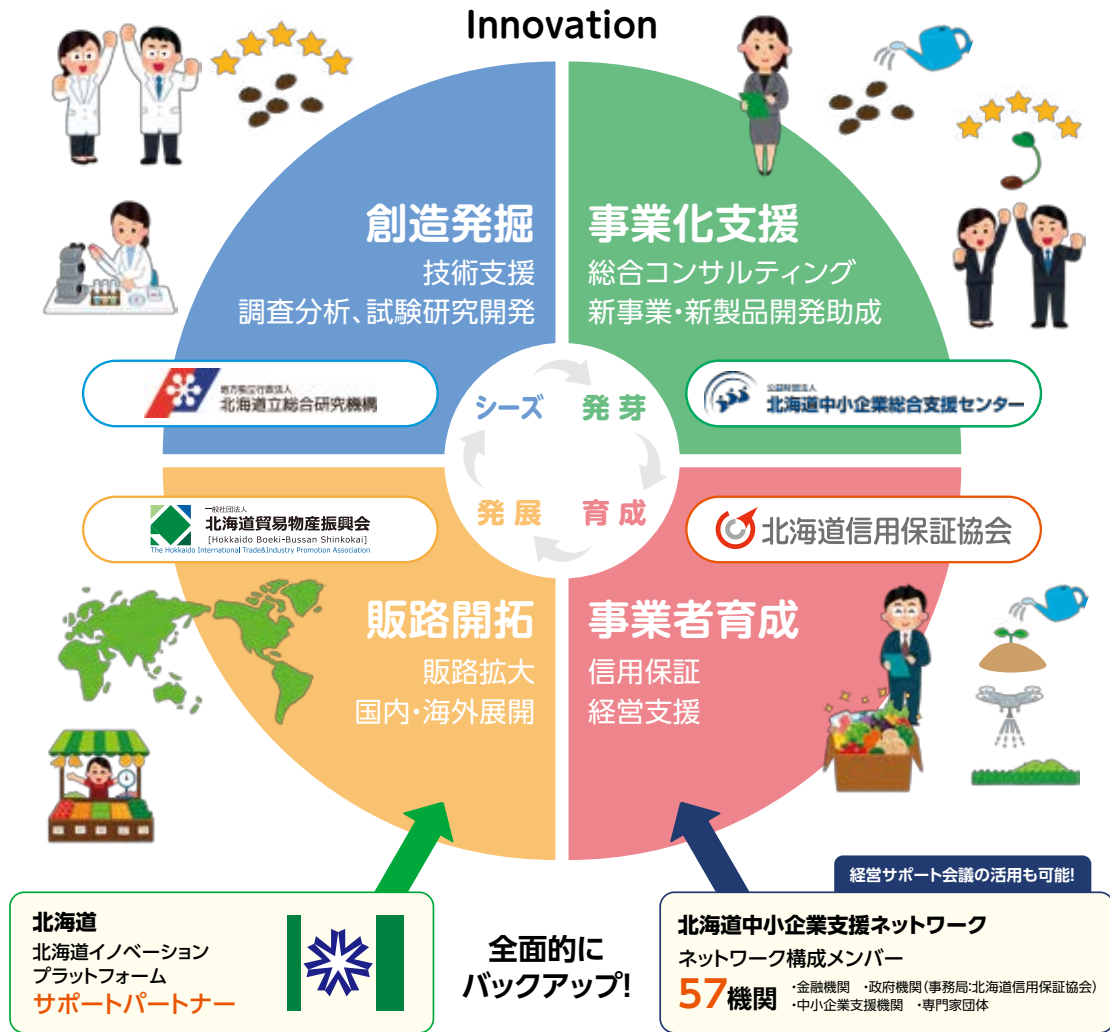 Innovation
創造発掘
技術支援
調査分析、試験研究開発
事業化支援
総合コンサルティング
新事業・新製品開発助成
地方独立行政法人
北海道立総合研究機構
公益財団法人
北海道中小企業総合支援センター
シーズ
発芽
発展
育成
一般社団法人
北海道貿易物産振興会
[Hokkaido Boeki-Bussan Shinkokai]
The Hokkaido International Trade&Industry Promotion Association
北海道信用保証協会
販路開拓
販路拡大
国内・海外展開
事業者育成
信用保証
経営支援
北海道
北海道イノベーション
プラットフォーム
サポートパートナー
全面的に
バックアップ!
経営サポート会議の活用も可能!
北海道中小企業支援ネットワーク
ネットワーク構成メンバー
57機関
・金融機関 ・政府機関(事務局:北海道信用保証協会)
・中小企業支援機関 ・専門家団体